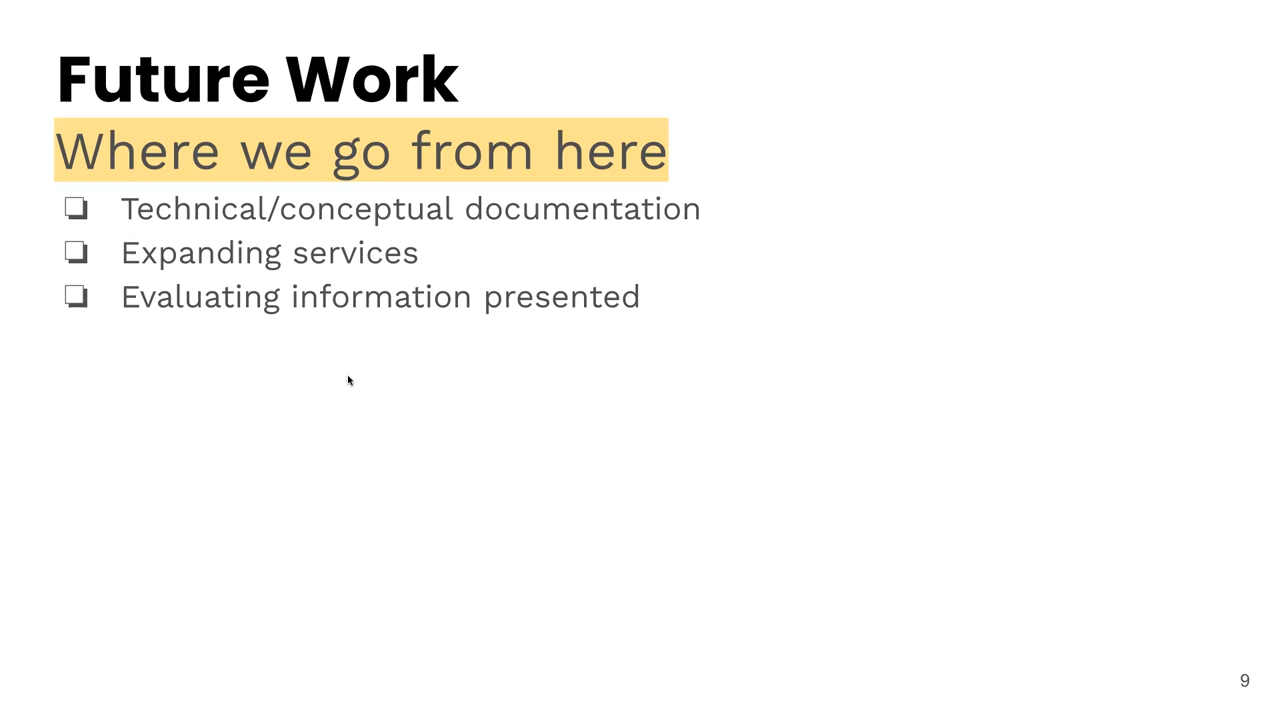 Future Work
Where we go from here
❏ Technical/conceptual documentation
❏ Expanding services
❏ Evaluating information presented
9